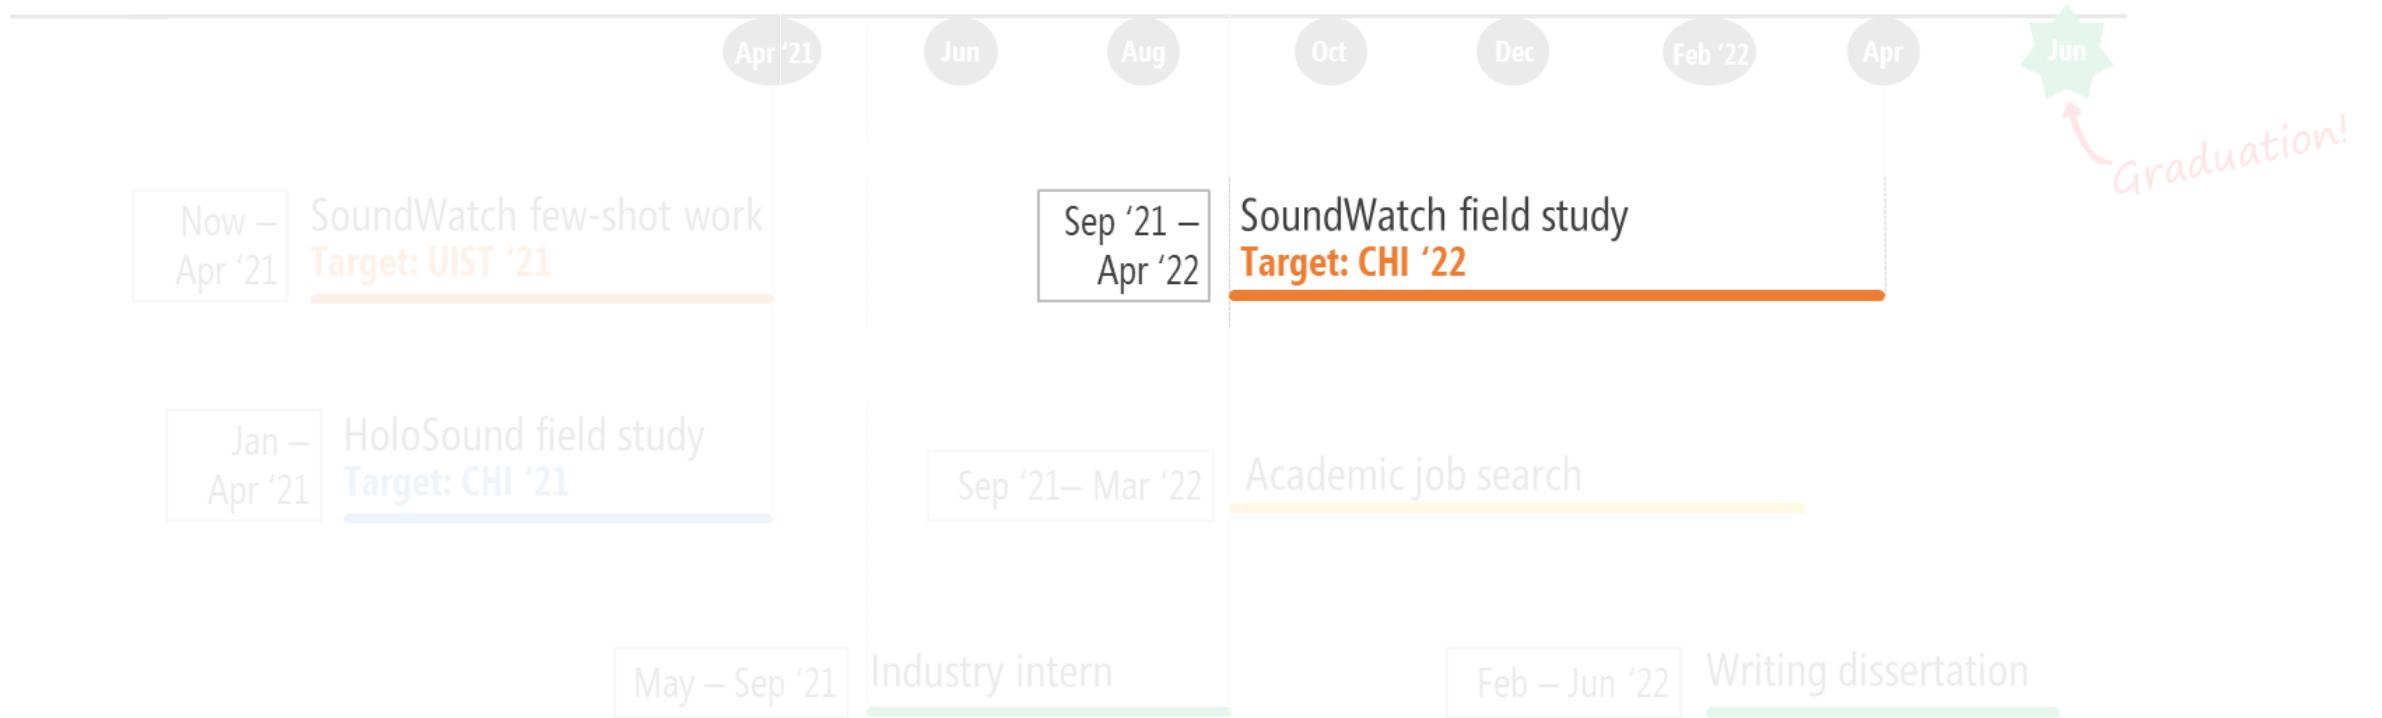 Apr ‘21
Jun
Aug
Oct
Dec
Feb ‘22
Apr
Jun
Graduation!
Now –
Apr ‘21
SoundWatch few-shot work
Target: UIST ‘21
Sep ‘21 –
Apr ‘22
SoundWatch field study
Target: CHI ‘22
Jan –
Apr ‘21
HoloSound field study
Target: CHI ‘21
Sep ‘21– Mar ‘22
Academic job search
May – Sep ‘21
Industry intern
Feb – Jun ‘22
Writing dissertation